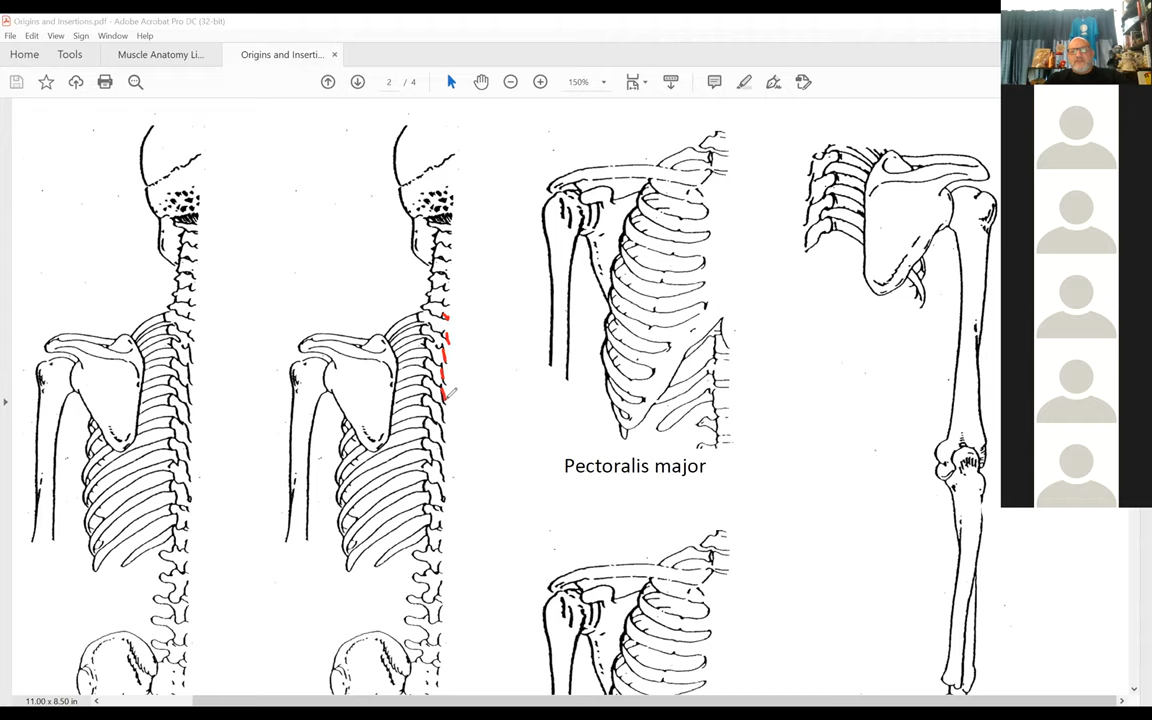 Origins and Insertions.pdf - Adobe Acrobat Pro DC (32-bit)
File Edit View Sign Window Help
Home Tools Muscle Anatomy Li... Origins and Inserti... ×
2 / 4 150%
Pectoralis major
11.00 x 8.50 in